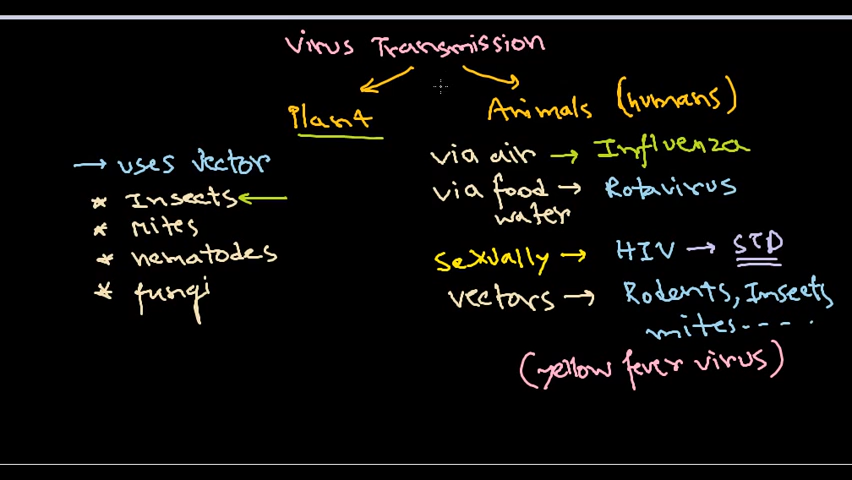 Virus Transmission
Plant
Animals (humans)
→ uses vector
* Insects ←
* mites
* nematodes
* fungi
via air → Influenza
via food → Rotavirus
water
sexually → HIV → STD
vectors → Rodents, Insects
mites-----
(yellow fever virus)